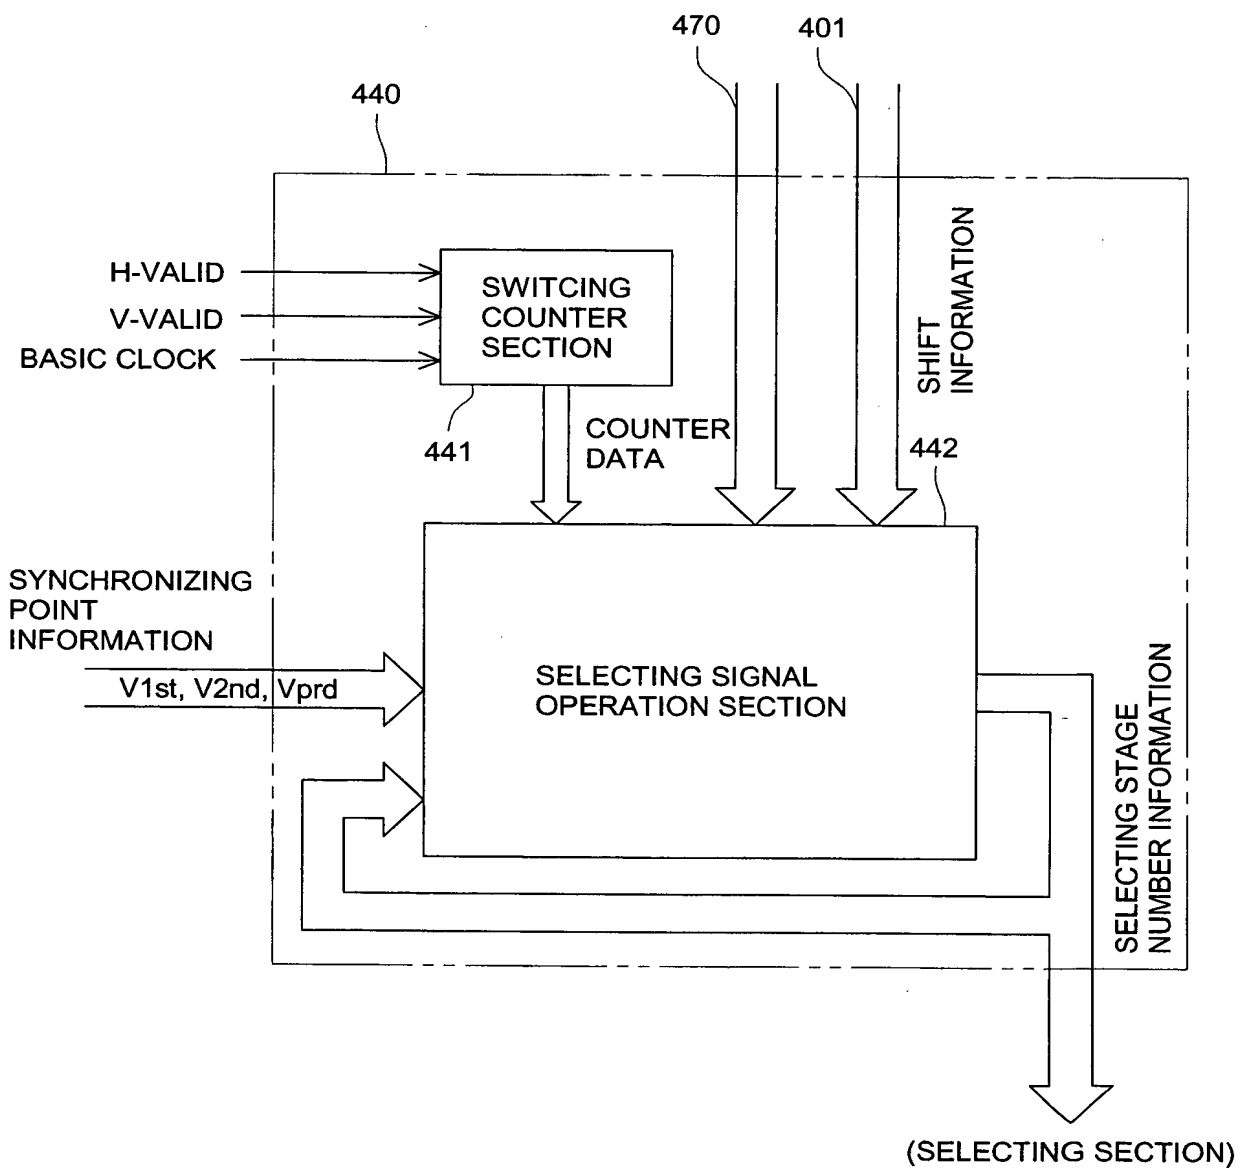 470
401
440
H-VALID
V-VALID
BASIC CLOCK
SWITCING
COUNTER
SECTION
SHIFT
INFORMATION
441
COUNTER
DATA
442
SYNCHRONIZING
POINT
INFORMATION
V1st, V2nd, Vprd
SELECTING SIGNAL
OPERATION SECTION
SELECTING STAGE
NUMBER INFORMATION
(SELECTING SECTION)